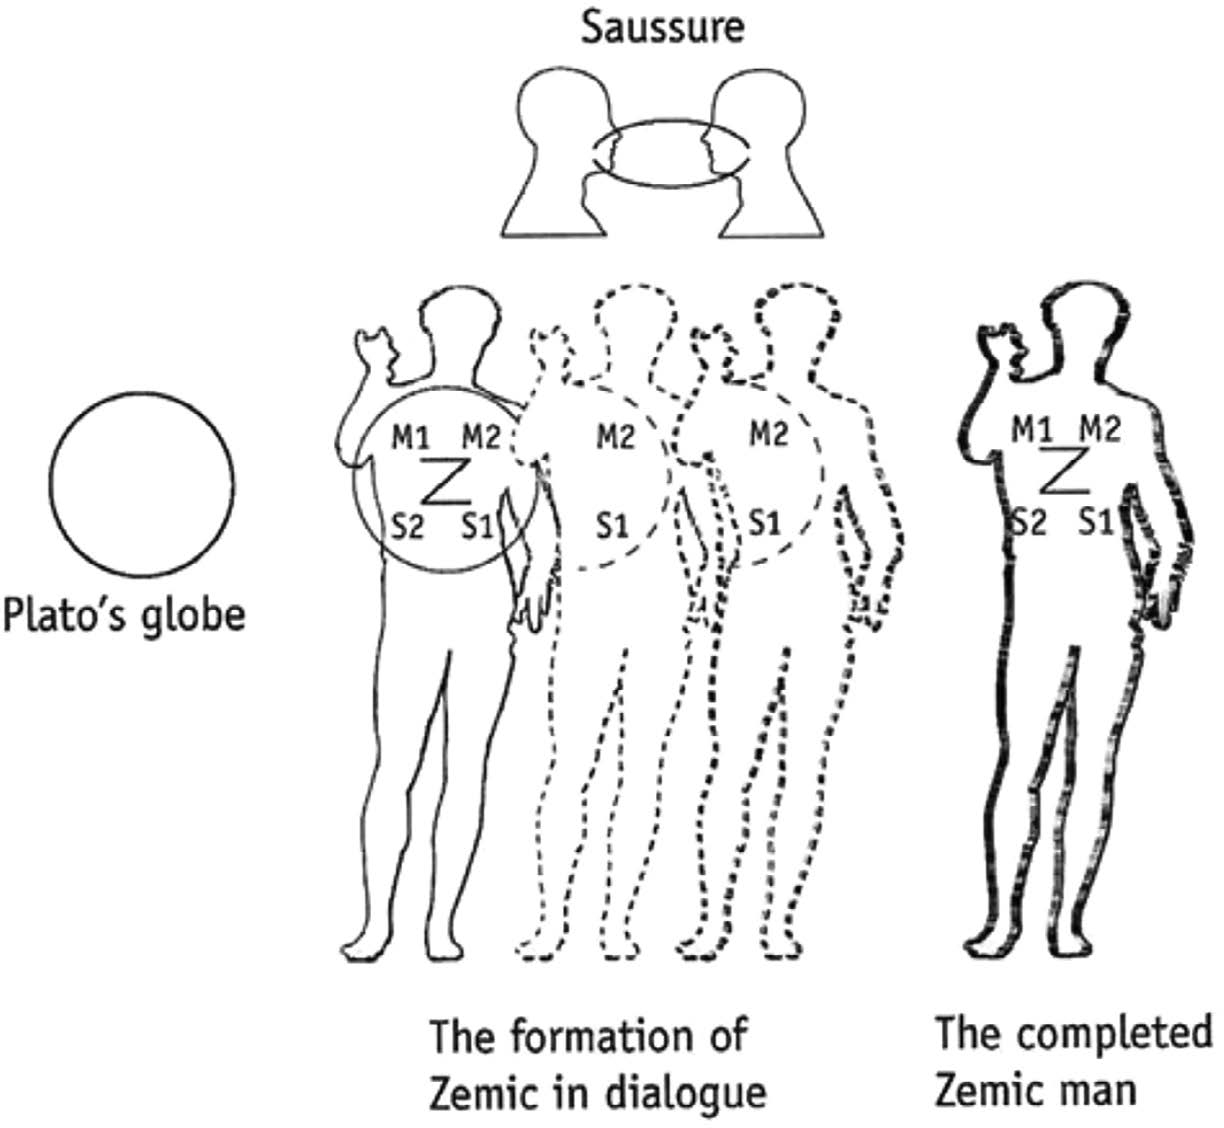 Saussure
M1 M2
Z
S2 S1
M2
S1
M2
S1
M1 M2
Z
S2 S1
Plato's globe
The formation of
Zemic in dialogue
The completed
Zemic man